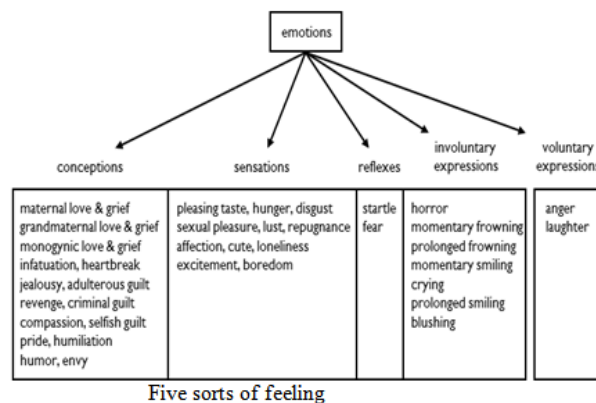 emotions
conceptions
sensations
reflexes
involuntary
expressions
voluntary
expressions
maternal love & grief
grandmaternal love & grief
monogynic love & grief
infatuation, heartbreak
jealousy, adulterous guilt
revenge, criminal guilt
compassion, selfish guilt
pride, humiliation
humor, envy
pleasing taste, hunger, disgust
sexual pleasure, lust, repugnance
affection, cute, loneliness
excitement, boredom
startle
fear
horror
momentary frowning
prolonged frowning
momentary smiling
crying
prolonged smiling
blushing
anger
laughter
Five sorts of feeling